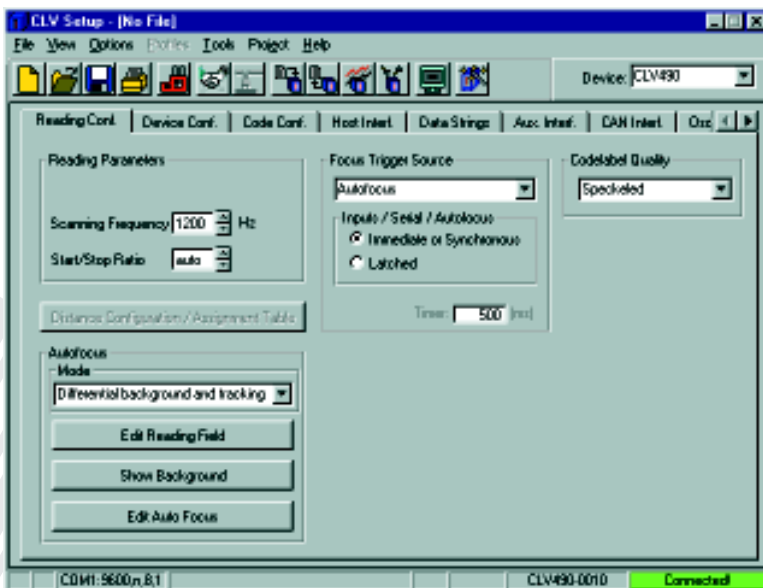 CLV Setup - [No File]
File View Options Profiles Tools Project Help
Device: CLV490
Reading Conf. Device Conf. Code Conf. Host Interf. Data Strings Aux. Interf. CAN Interf. Osc
Reading Parameters
Scanning Frequency 1200 Hz
Start/Stop Ratio auto
Distance Configuration / Assignment Table
Autofocus
Mode
Differential background and tracking
Edit Reading Field
Show Background
Edit Auto Focus
Focus Trigger Source
Autofocus
Inputs / Serial / Autofocus
Immediate or Synchronous
Latched
Timer: 500 [ms]
Codelabel Quality
Speckeled
COM1: 9600,n,8,1 CLV490-0010 Connected!